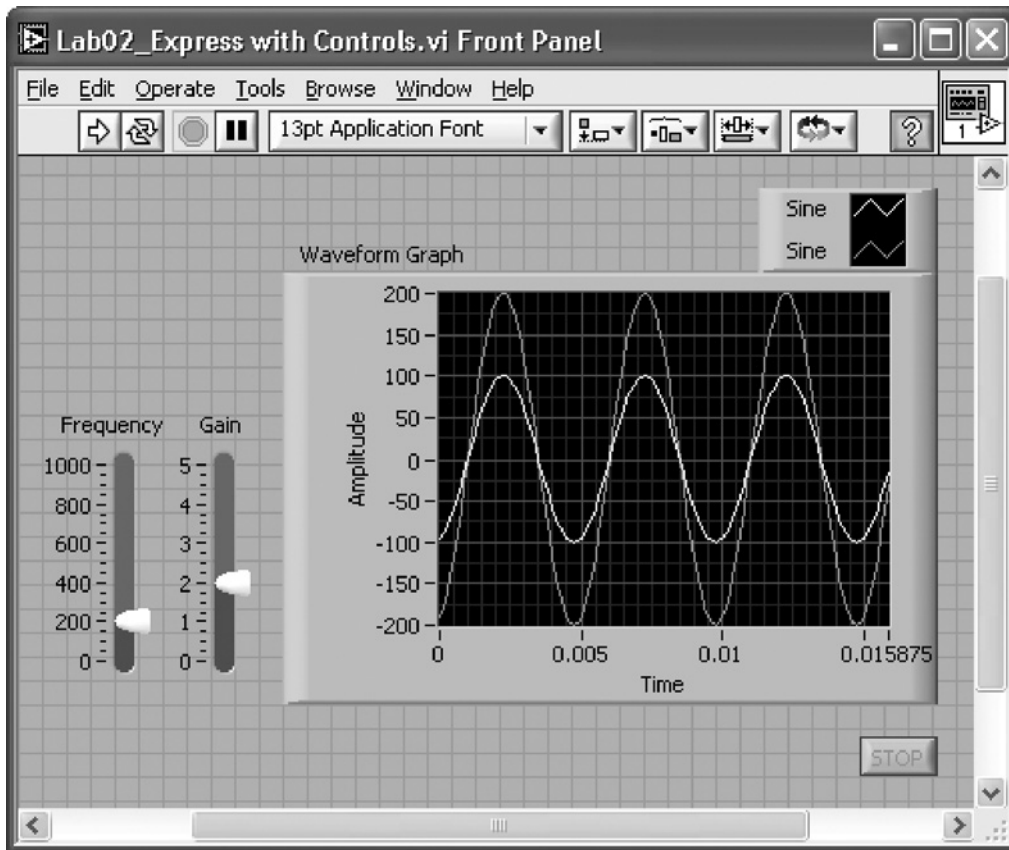 Lab02_Express with Controls.vi Front Panel
File Edit Operate Tools Browse Window Help
13pt Application Font
?
1
Sine
Sine
Waveform Graph
200
150
100
50
0
-50
-100
-150
-200
Amplitude
0 0.005 0.01 0.015875
Time
Frequency
1000
800
600
400
200
0
Gain
5
4
3
2
1
0
STOP